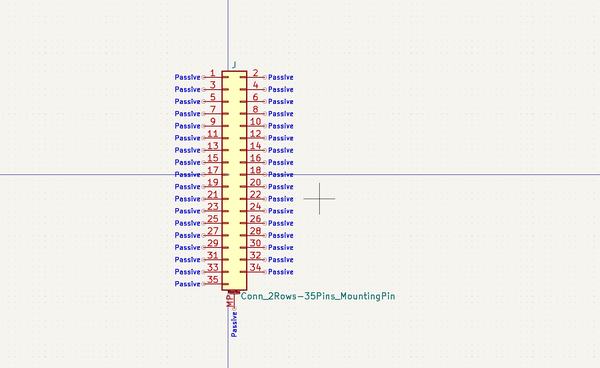 J
Passive 1 2 Passive
Passive 3 4 Passive
Passive 5 6 Passive
Passive 7 8 Passive
Passive 9 10 Passive
Passive 11 12 Passive
Passive 13 14 Passive
Passive 15 16 Passive
Passive 17 18 Passive
Passive 19 20 Passive
Passive 21 22 Passive
Passive 23 24 Passive
Passive 25 26 Passive
Passive 27 28 Passive
Passive 29 30 Passive
Passive 31 32 Passive
Passive 33 34 Passive
Passive 35
Conn_2Rows-35Pins_MountingPin
MP
Passive